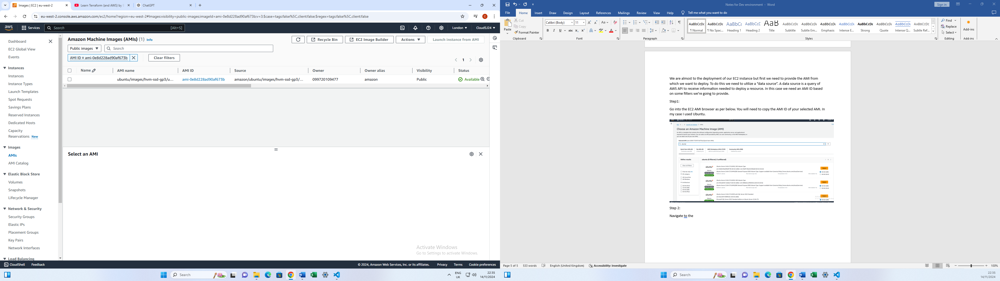 Images | EC2 | eu-west-2
Learn Terraform (and AWS) by
ChatGPT
eu-west-2.console.aws.amazon.com/ec2/home?region=eu-west-2#Images:visibility=public-images;imageId=ami-0e8d228ad90af673b;v=3;$case=tags:false%5C,client:false;$regex=tags:false%5C,client:false
aws
Services
Search
[Alt+S]
London
CloudSJ24
Dashboard
EC2 Global View
Events
Instances
Instances
Instance Types
Launch Templates
Spot Requests
Savings Plans
Reserved Instances
Dedicated Hosts
Capacity
Reservations New
Images
AMIs
AMI Catalog
Elastic Block Store
Volumes
Snapshots
Lifecycle Manager
Network & Security
Security Groups
Elastic IPs
Placement Groups
Key Pairs
Network Interfaces
Load Balancing
Amazon Machine Images (AMIs) (1) Info
Recycle Bin
EC2 Image Builder
Actions
Launch instance from AMI
Public images
Search
AMI ID = ami-0e8d228ad90af673b
Clear filters
1
Name
AMI name
AMI ID
Source
Owner
Owner alias
Visibility
Status
ubuntu/images/hvm-ssd-gp3/u...
ami-0e8d228ad90af673b
amazon/ubuntu/images/hvm-ssd-gp3/...
099720109477
amazon
Public
Available
Select an AMI
Activate Windows
Go to Settings to activate Windows.
CloudShell
Feedback
© 2024, Amazon Web Services, Inc. or its affiliates.
Privacy
Terms
Cookie preferences
Search
ENG
UK
22:35
14/11/2024
Notes for Dev environment - Word
Sign in
File
Home
Insert
Draw
Design
Layout
References
Mailings
Review
View
Help
Tell me what you want to do
Paste
Cut
Copy
Format Painter
Clipboard
Calibri (Body)
11
Font
Paragraph
¶ Normal
¶ No Spac...
Heading 1
Heading 2
Title
Subtitle
Subtle Em...
Emphasis
Intense E...
Strong
Quote
Intense Q...
Subtle Ref...
Styles
Find
Replace
Select
Editing
Add-ins
Add-ins
We are almost to the deployment of our EC2 instance but first we need to provide the AMI from
which we want to deploy. To do this we need to utilize a “data source”. A data source is a query of
AWS API to receive information needed to deploy a resource. In this case we need an AMI ID based
on some filters we’re going to provide.
Step1:
Go into the EC2 AMI browser as per below. You will need to copy the AMI ID of your selected AMI. In
my case I used Ubuntu.
Choose an Amazon Machine Image (AMI)
Refine results
ubuntu (8 filtered, 8 unfiltered)
Step 2:
Navigate to the
Page 5 of 5
533 words
English (United Kingdom)
Accessibility: Investigate
100%
Search
22:35
14/11/2024